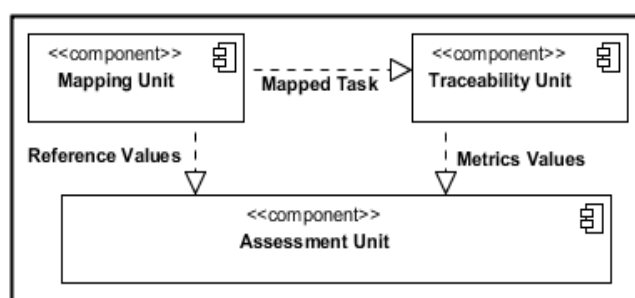 <<component>>
Mapping Unit
Mapped Task
<<component>>
Traceability Unit
Reference Values
Metrics Values
<<component>>
Assessment Unit